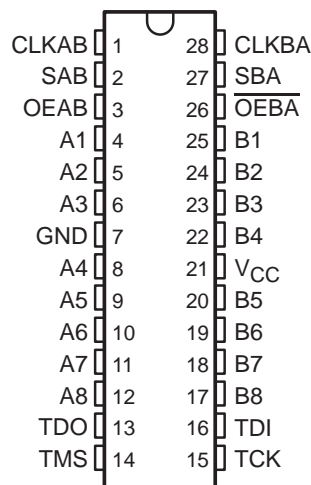 CLKAB 1 28 CLKBA
SAB 2 27 SBA
OEAB 3 26 OEBA
A1 4 25 B1
A2 5 24 B2
A3 6 23 B3
GND 7 22 B4
A4 8 21 VCC
A5 9 20 B5
A6 10 19 B6
A7 11 18 B7
A8 12 17 B8
TDO 13 16 TDI
TMS 14 15 TCK